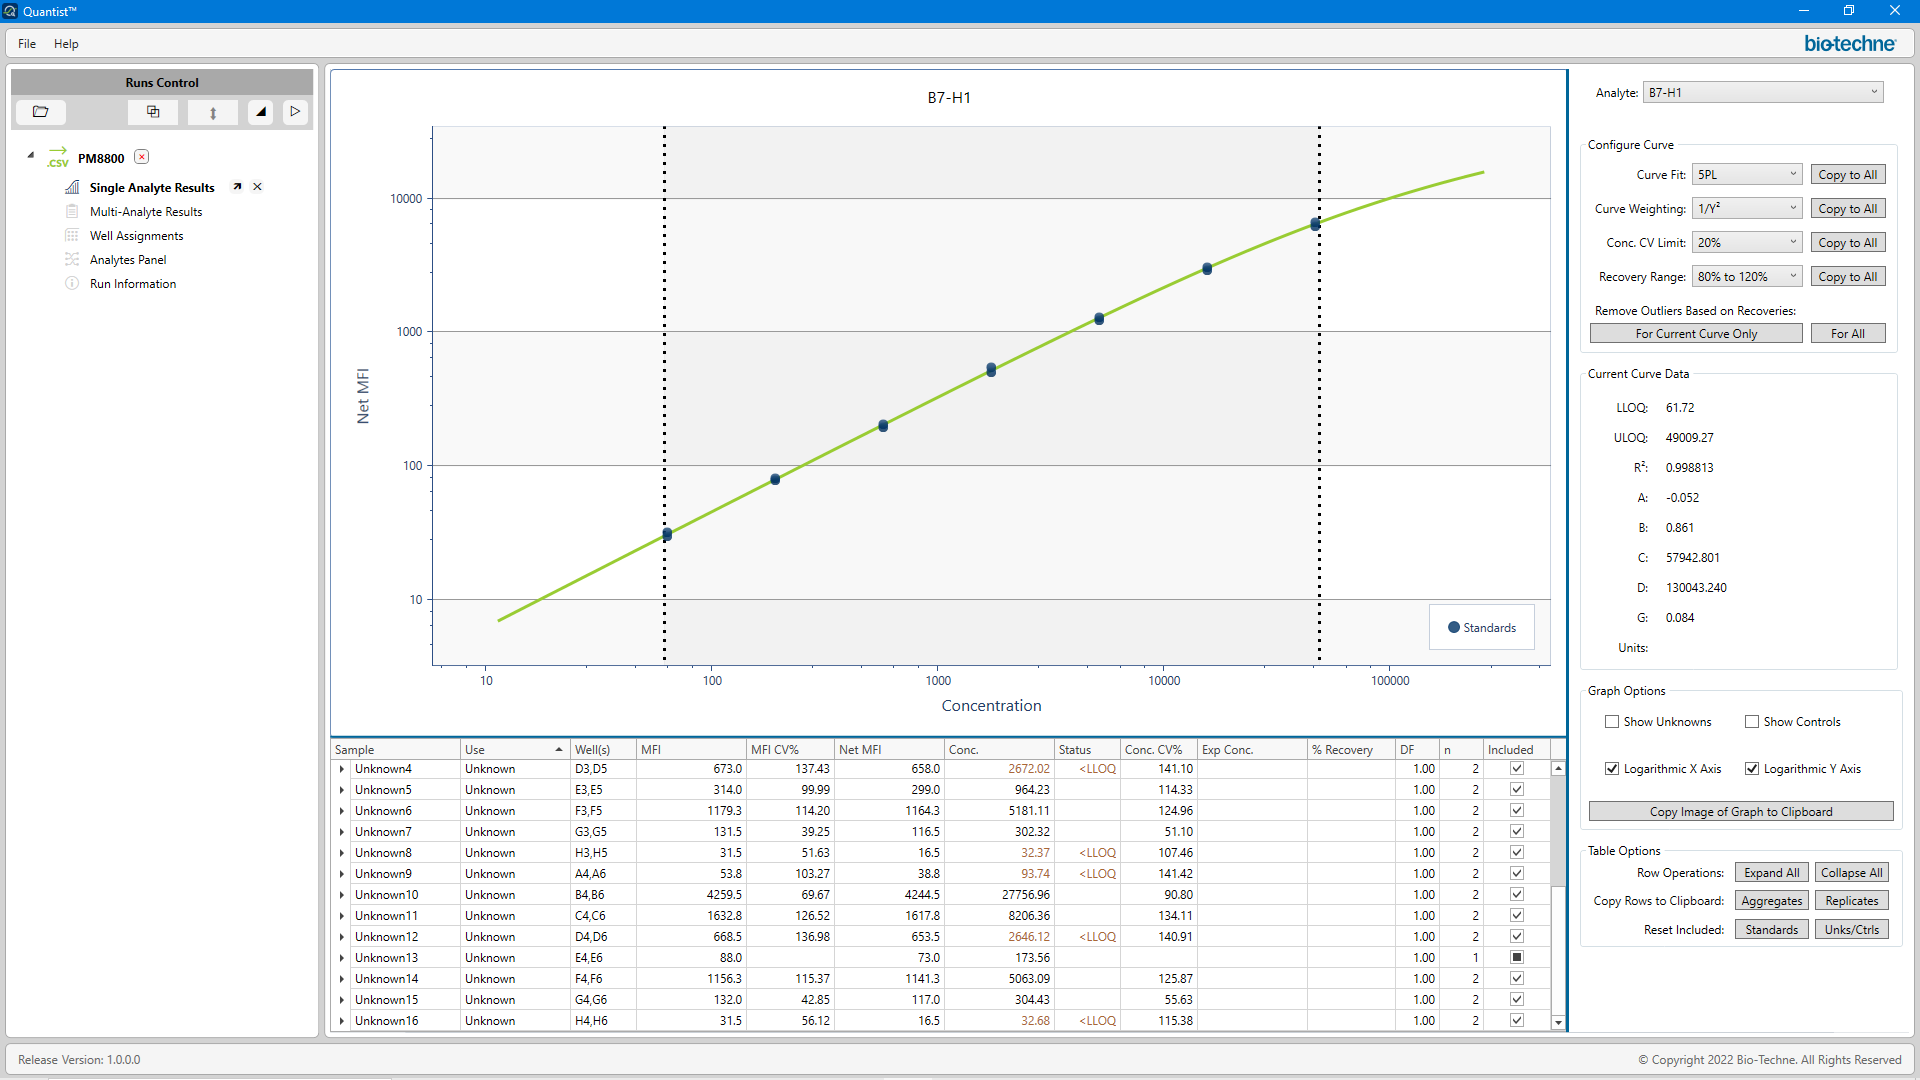 Quantist™
File Help
bio-techne
Runs Control
.CSV PM8800
Single Analyte Results
Multi-Analyte Results
Well Assignments
Analytes Panel
Run Information
B7-H1
Net MFI
10000
1000
100
10
Standards
10 100 1000 10000 100000
Concentration
Sample Use Well(s) MFI MFI CV% Net MFI Conc. Status Conc. CV% Exp Conc. % Recovery DF n Included
Unknown4 Unknown D3,D5 673.0 137.43 658.0 2672.02 <LLOQ 141.10 1.00 2
Unknown5 Unknown E3,E5 314.0 99.99 299.0 964.23 114.33 1.00 2
Unknown6 Unknown F3,F5 1179.3 114.20 1164.3 5181.11 124.96 1.00 2
Unknown7 Unknown G3,G5 131.5 39.25 116.5 302.32 51.10 1.00 2
Unknown8 Unknown H3,H5 31.5 51.63 16.5 32.37 <LLOQ 107.46 1.00 2
Unknown9 Unknown A4,A6 53.8 103.27 38.8 93.74 <LLOQ 141.42 1.00 2
Unknown10 Unknown B4,B6 4259.5 69.67 4244.5 27756.96 90.80 1.00 2
Unknown11 Unknown C4,C6 1632.8 126.52 1617.8 8206.36 134.11 1.00 2
Unknown12 Unknown D4,D6 668.5 136.98 653.5 2646.12 <LLOQ 140.91 1.00 2
Unknown13 Unknown E4,E6 88.0 73.0 173.56 1.00 1
Unknown14 Unknown F4,F6 1156.3 115.37 1141.3 5063.09 125.87 1.00 2
Unknown15 Unknown G4,G6 132.0 42.85 117.0 304.43 55.63 1.00 2
Unknown16 Unknown H4,H6 31.5 56.12 16.5 32.68 <LLOQ 115.38 1.00 2
Analyte: B7-H1
Configure Curve
Curve Fit: 5PL Copy to All
Curve Weighting: 1/Y² Copy to All
Conc. CV Limit: 20% Copy to All
Recovery Range: 80% to 120% Copy to All
Remove Outliers Based on Recoveries:
For Current Curve Only For All
Current Curve Data
LLOQ: 61.72
ULOQ: 49009.27
R²: 0.998813
A: -0.052
B: 0.861
C: 57942.801
D: 130043.240
G: 0.084
Units:
Graph Options
Show Unknowns Show Controls
Logarithmic X Axis Logarithmic Y Axis
Copy Image of Graph to Clipboard
Table Options
Row Operations: Expand All Collapse All
Copy Rows to Clipboard: Aggregates Replicates
Reset Included: Standards Unks/Ctrls
Release Version: 1.0.0.0
© Copyright 2022 Bio-Techne. All Rights Reserved